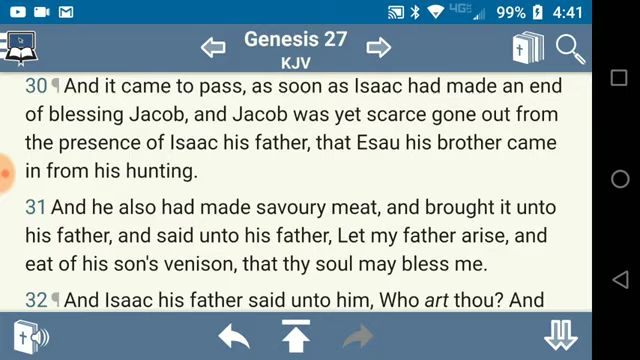 4G 99% 4:41
Genesis 27
KJV
30 ¶ And it came to pass, as soon as Isaac had made an end
of blessing Jacob, and Jacob was yet scarce gone out from
the presence of Isaac his father, that Esau his brother came
in from his hunting.
31 And he also had made savoury meat, and brought it unto
his father, and said unto his father, Let my father arise, and
eat of his son's venison, that thy soul may bless me.
32 ¶ And Isaac his father said unto him, Who art thou? And